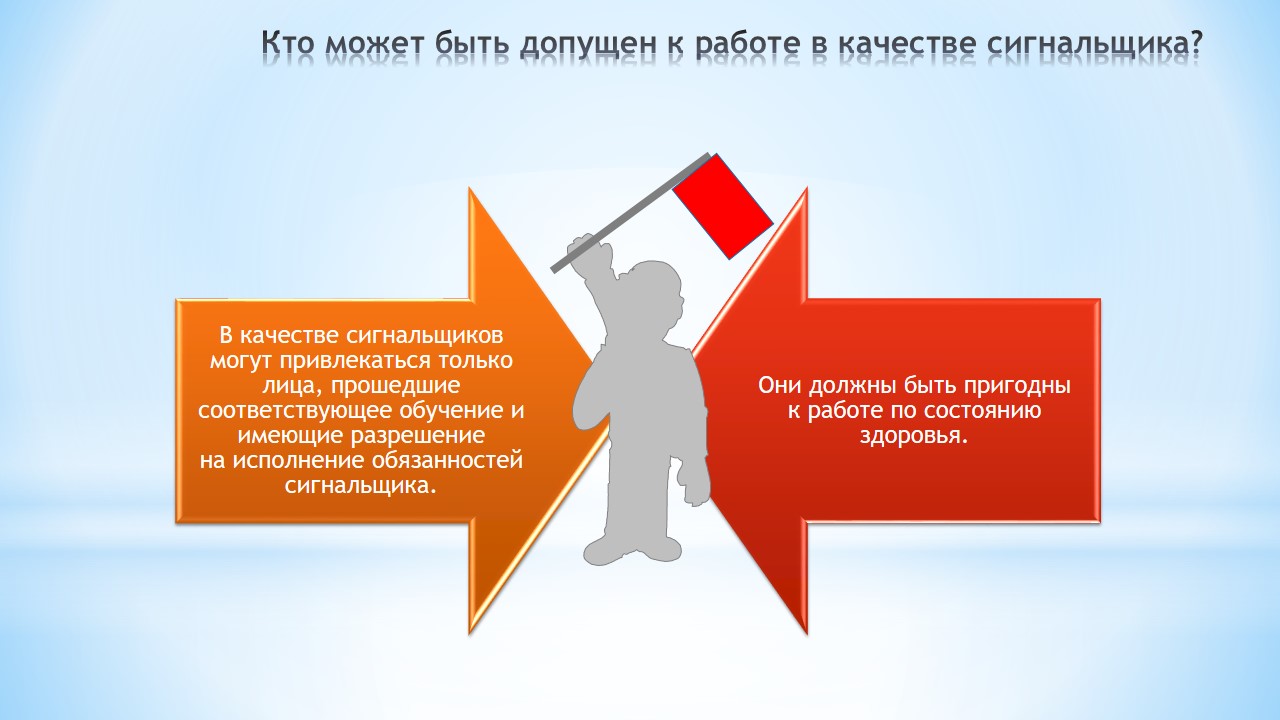 Кто может быть допущен к работе в качестве сигнальщика?
В качестве сигнальщиков
могут привлекаться только
лица, прошедшие
соответствующее обучение и
имеющие разрешение
на исполнение обязанностей
сигнальщика.
Они должны быть пригодны
к работе по состоянию
здоровья.